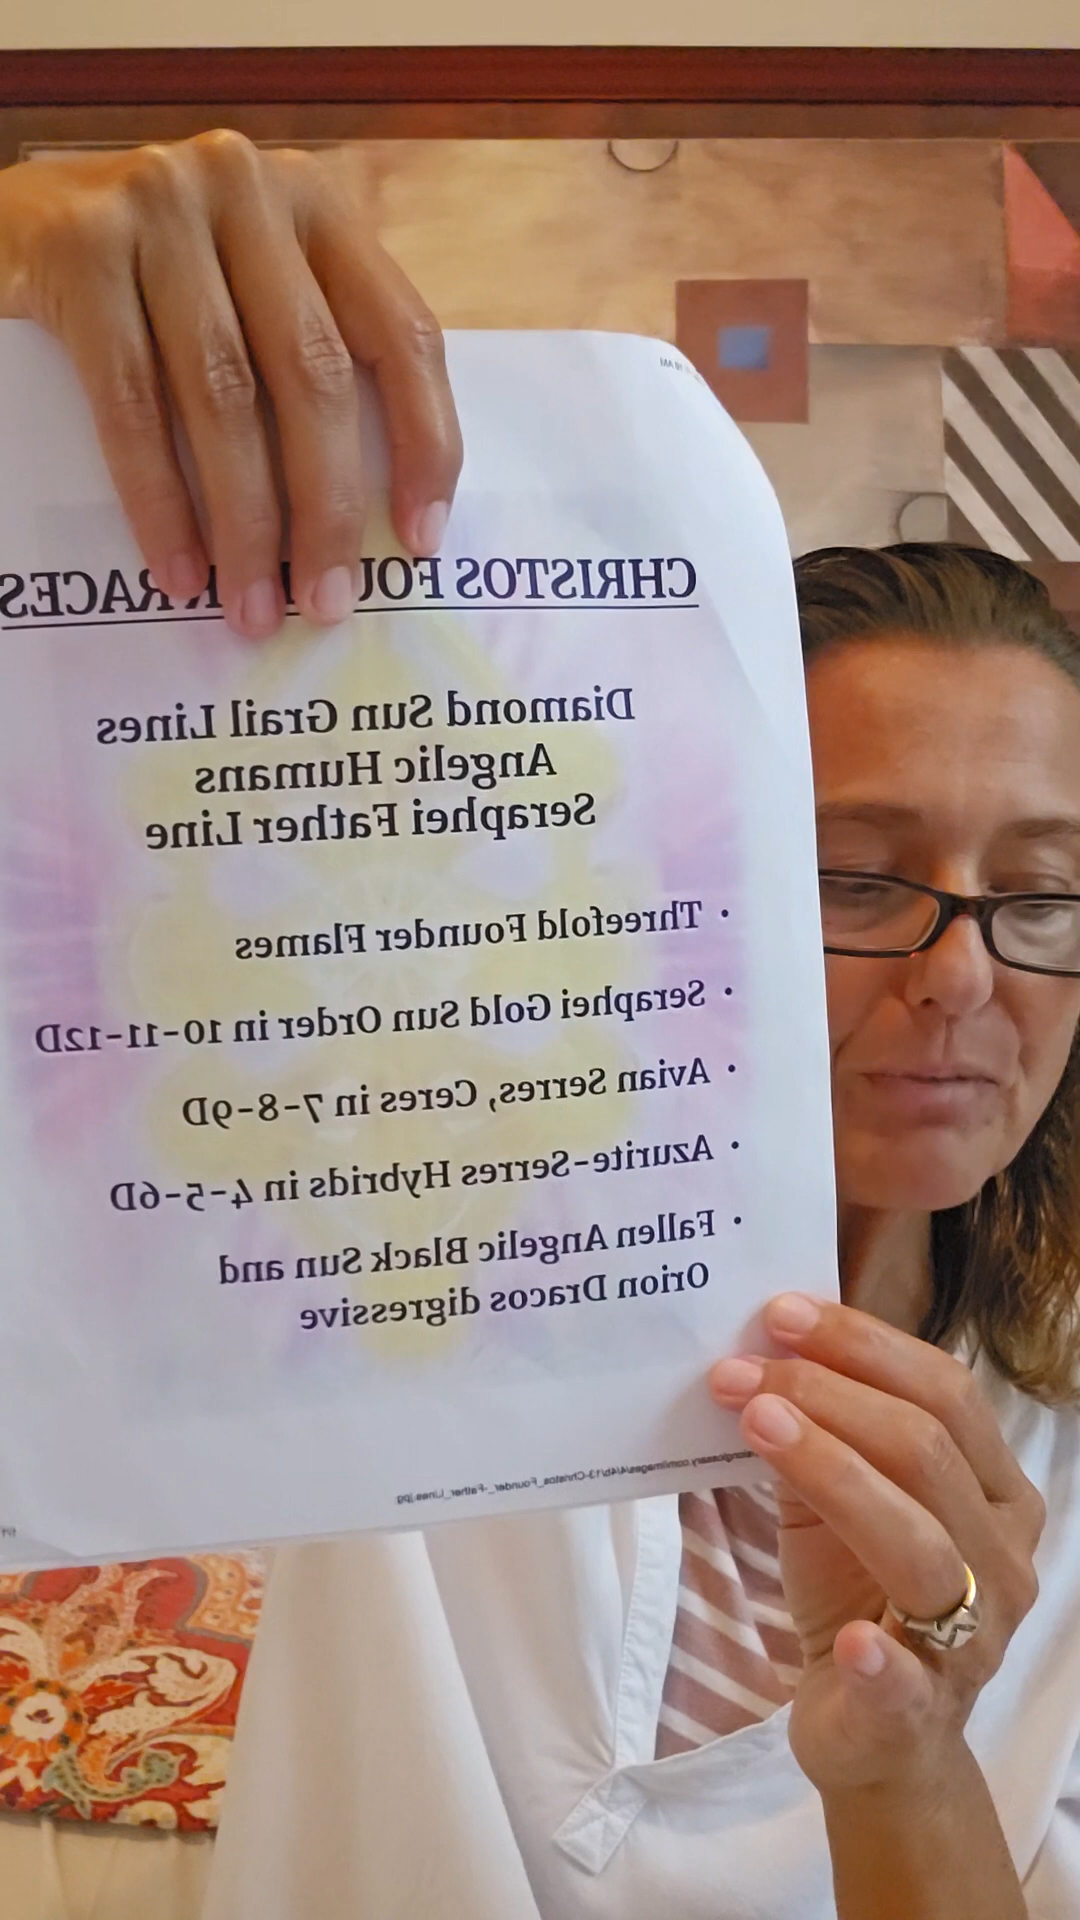 CHRISTOS FOU RACES
Diamond Sun Grail Lines
Angelic Humans
Seraphei Father Line
• Threefold Founder Flames
• Seraphei Gold Sun Order in 10-11-12D
• Avian Serres, Ceres in 7-8-9D
• Azurite-Serres Hybrids in 4-5-6D
• Fallen Angelic Black Sun and
Orion Dracos digressive